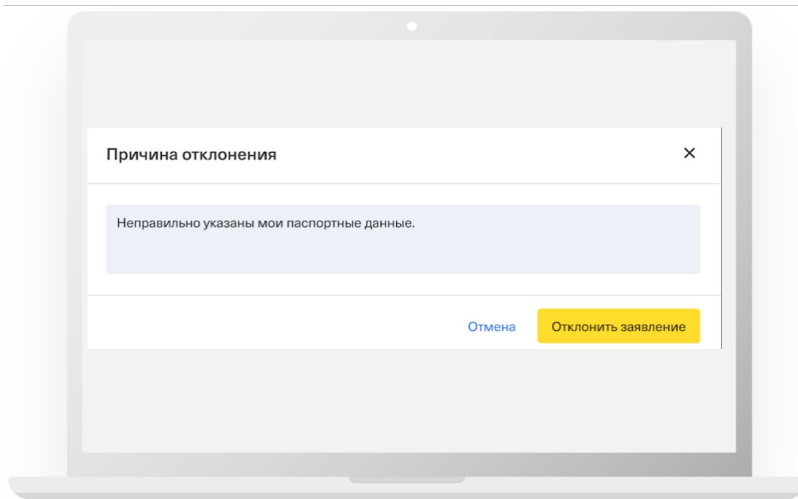 Причина отклонения
Неправильно указаны мои паспортные данные.
Отмена
Отклонить заявление